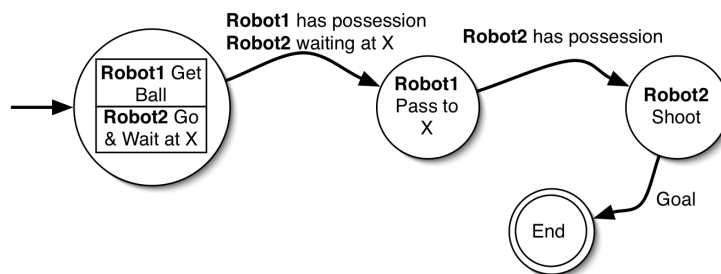 Robot1 has possession
Robot2 waiting at X
Robot2 has possession
Robot1 Get
Ball
Robot2 Go
& Wait at X
Robot1
Pass to
X
Robot2
Shoot
Goal
End